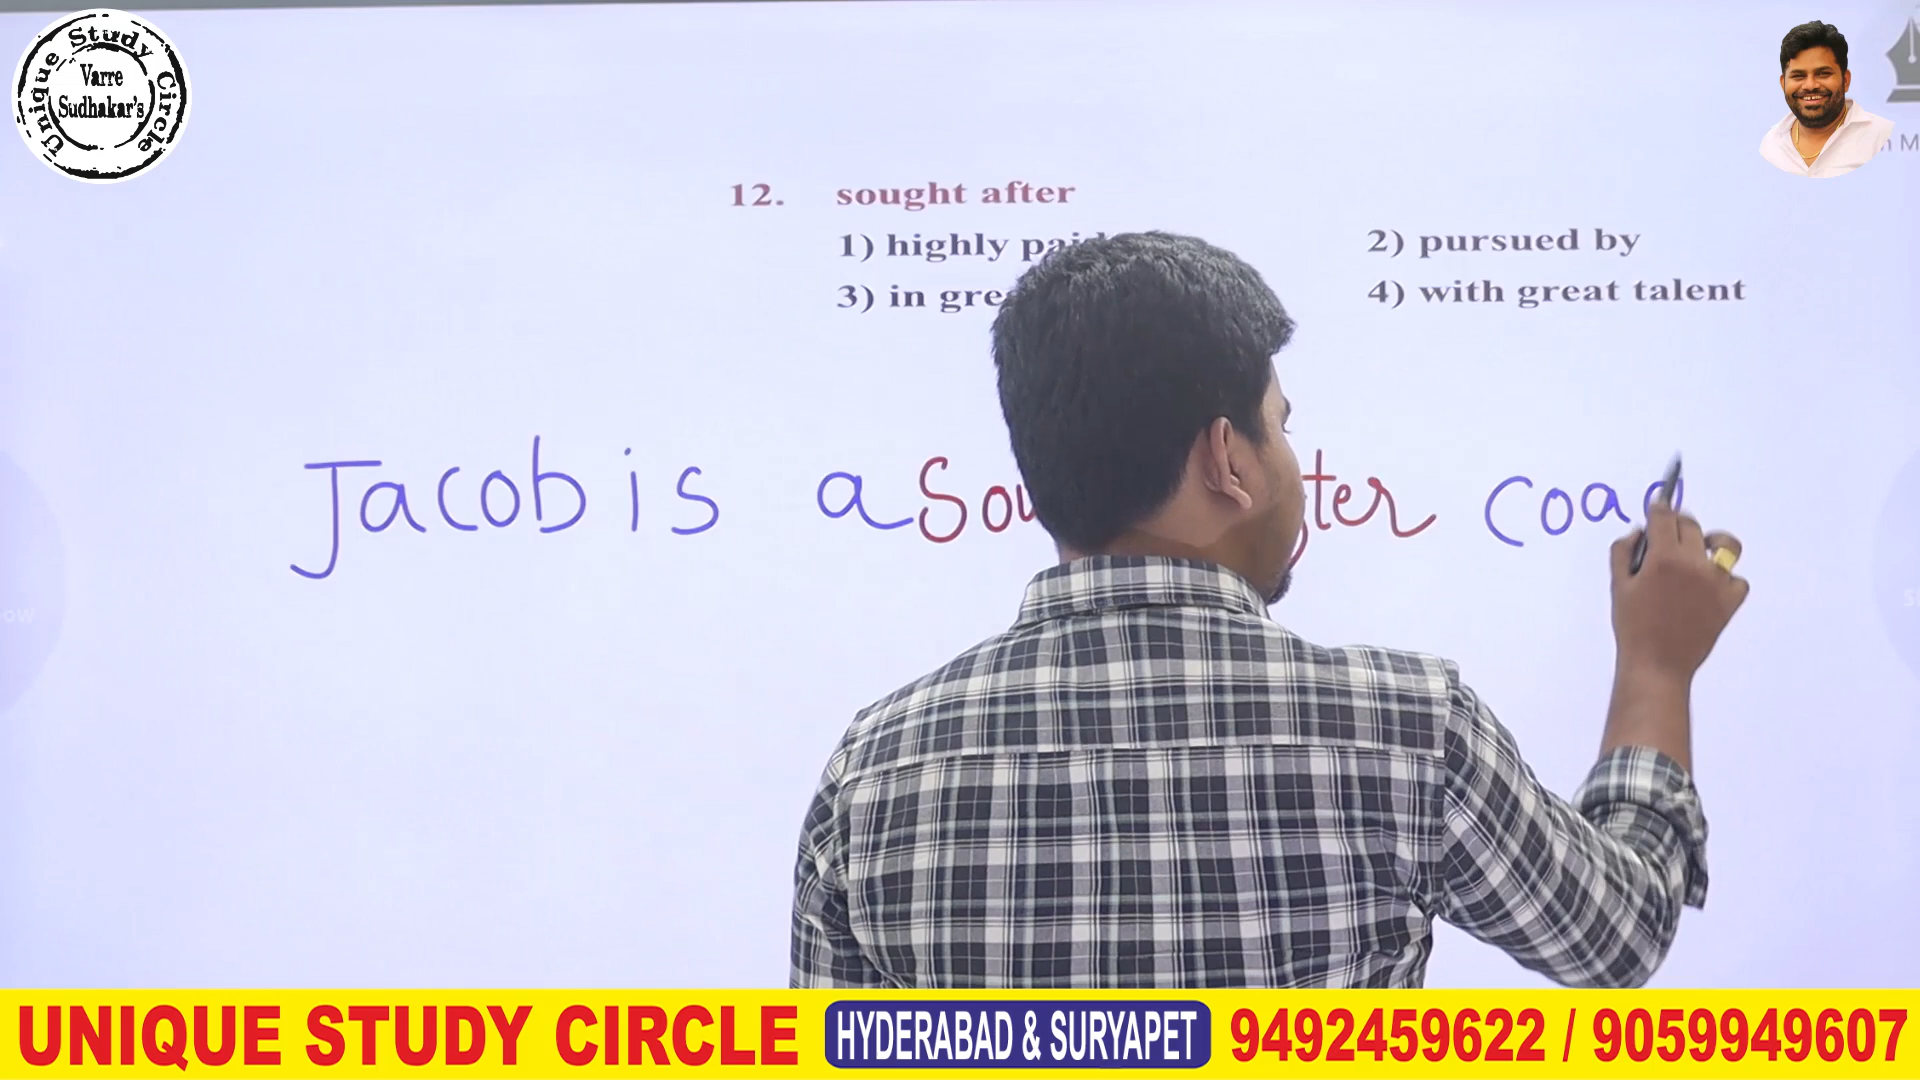 Unique Study Circle
Varre
Sudhakar's
12. sought after
1) highly
2) pursued by
3) in
4) with great talent
Jacob is a
UNIQUE STUDY CIRCLE HYDERABAD & SURYAPET 9492459622 / 9059949607